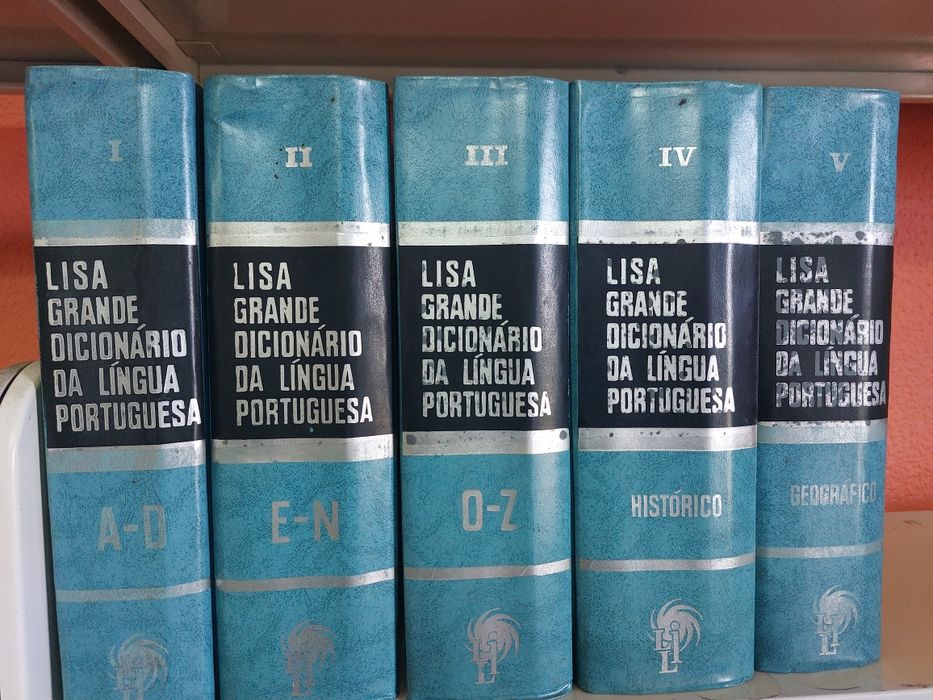 I
LISA
GRANDE
DICIONÁRIO
DA LÍNGUA
PORTUGUESA
A-D
II
LISA
GRANDE
DICIONÁRIO
DA LÍNGUA
PORTUGUESA
E-N
III
LISA
GRANDE
DICIONÁRIO
DA LÍNGUA
PORTUGUESA
O-Z
IV
LISA
GRANDE
DICIONÁRIO
DA LÍNGUA
PORTUGUESA
HISTÓRICO
V
LISA
GRANDE
DICIONÁRIO
DA LÍNGUA
PORTUGUESA
GEOGRÁFICO